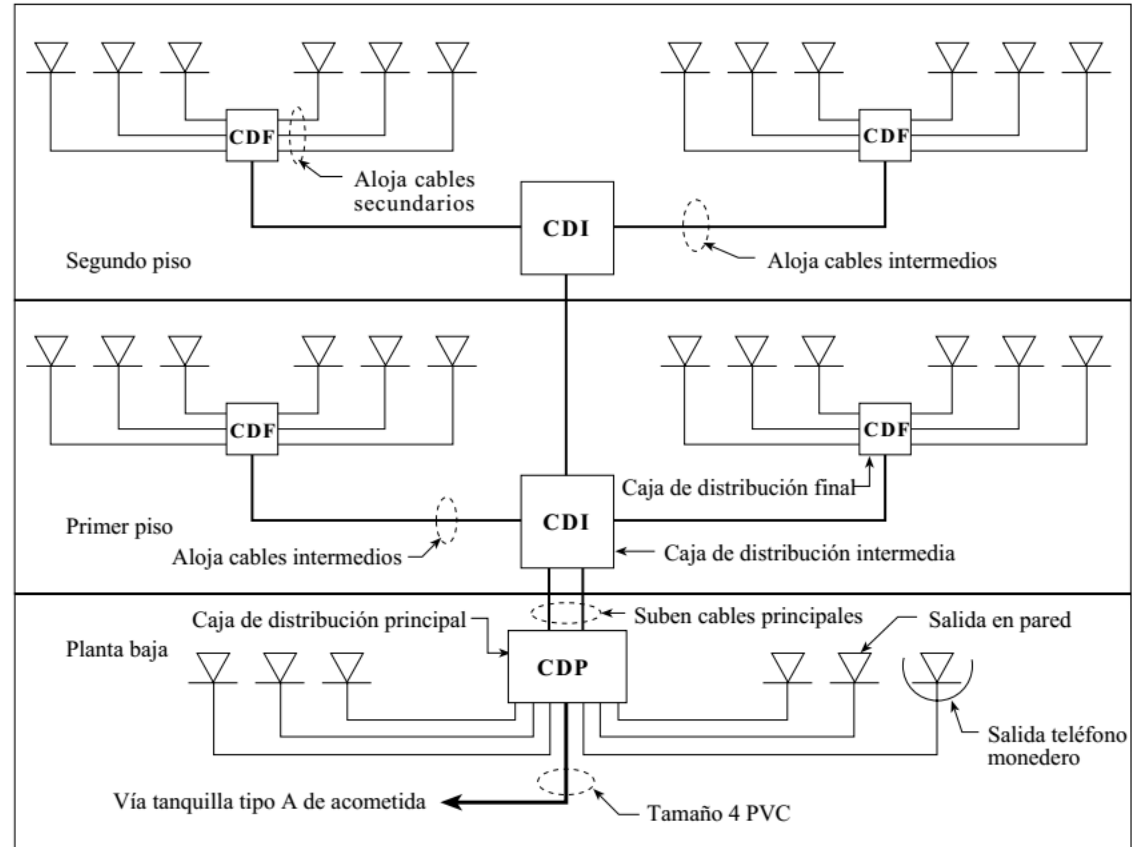 CDF
CDF
Aloja cables
secundarios
CDI
Segundo piso
Aloja cables intermedios
CDF
CDF
Caja de distribución final
CDI
Primer piso
Aloja cables intermedios
Caja de distribución intermedia
Caja de distribución principal
Suben cables principales
Salida en pared
Planta baja
CDP
Salida teléfono
monedero
Vía tanquilla tipo A de acometida
Tamaño 4 PVC